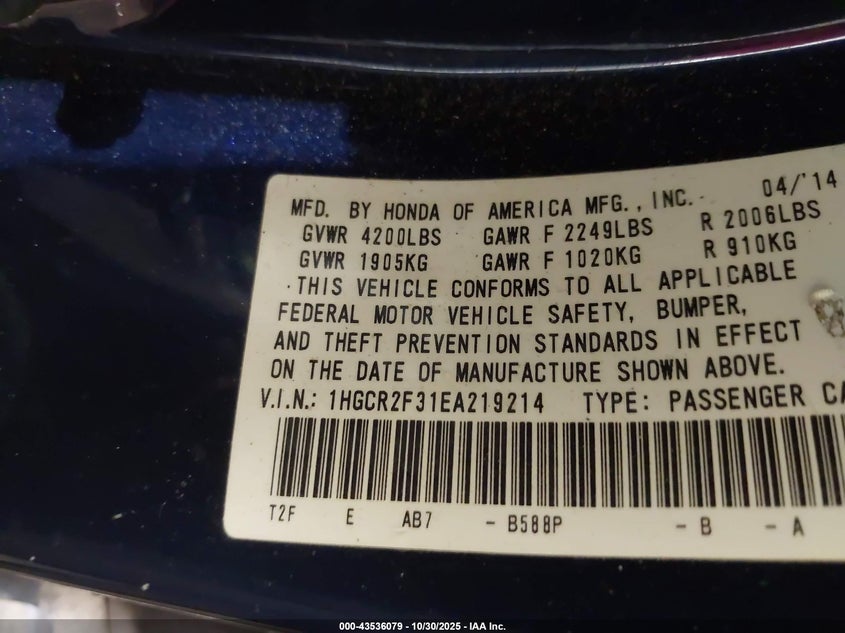 MFD. BY HONDA OF AMERICA MFG., INC. 04/'14
GVWR 4200LBS GAWR F 2249LBS R 2006LBS
GVWR 1905KG GAWR F 1020KG R 910KG
THIS VEHICLE CONFORMS TO ALL APPLICABLE
FEDERAL MOTOR VEHICLE SAFETY, BUMPER,
AND THEFT PREVENTION STANDARDS IN EFFECT
ON THE DATE OF MANUFACTURE SHOWN ABOVE.
V.I.N.: 1HGCR2F31EA219214 TYPE: PASSENGER CA
T2F E AB7 - B588P - B - A
000-43536079 - 10/30/2025 - IAA Inc.